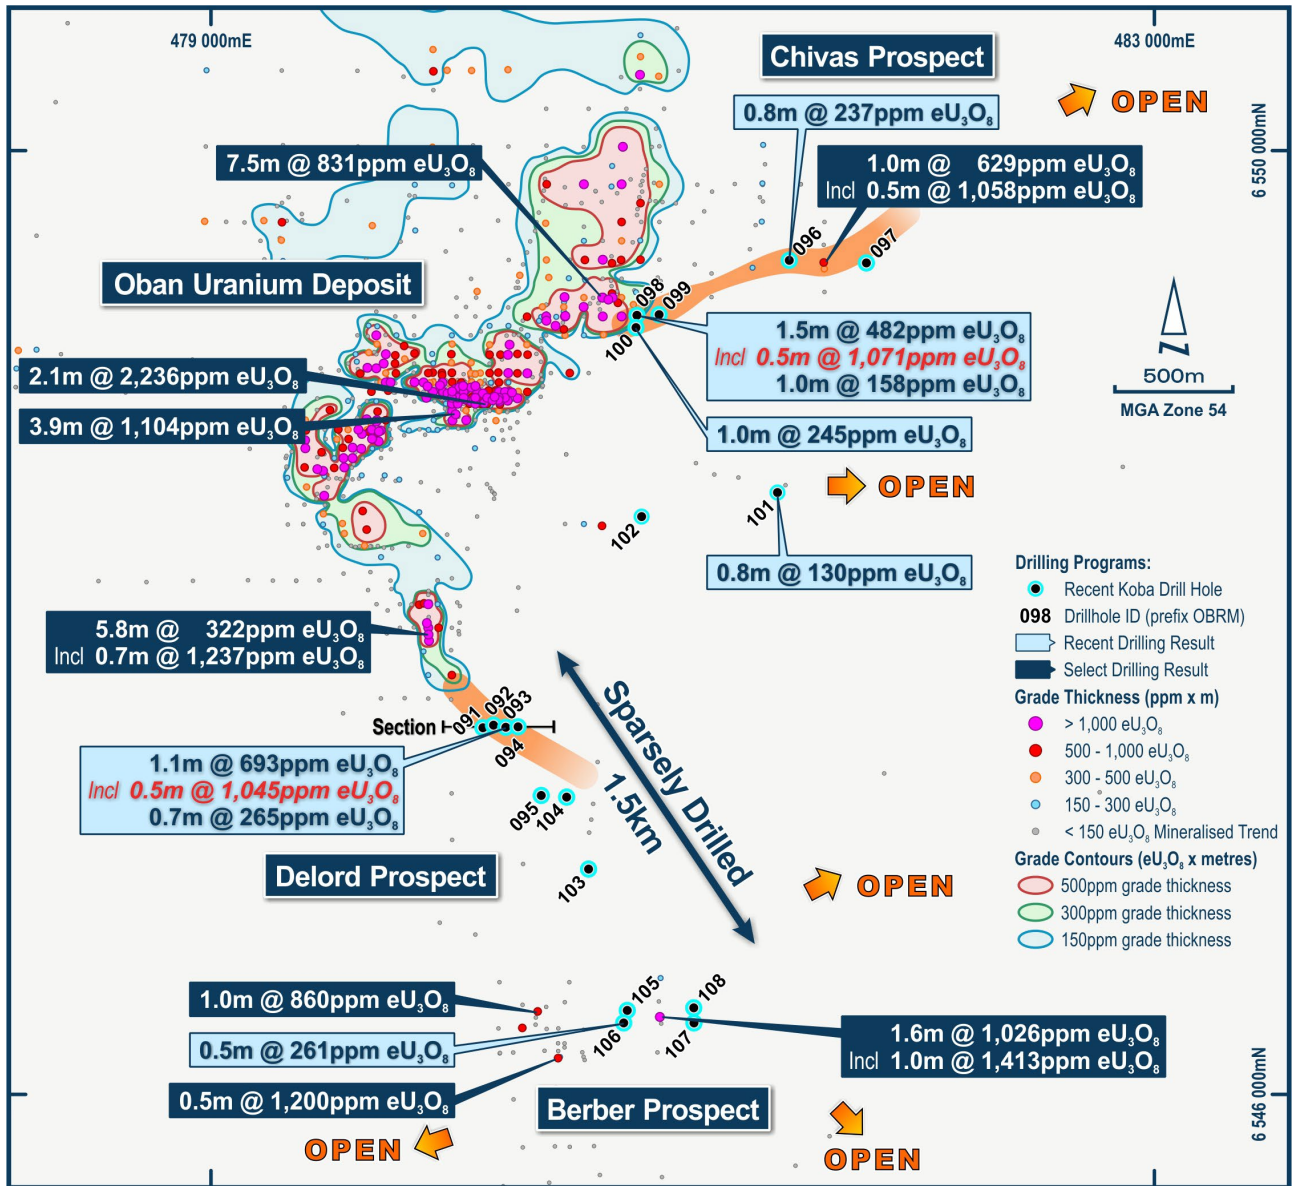 479 000mE
483 000mE
Chivas Prospect
OPEN
0.8m @ 237ppm eU₃O₈
6 550 000mN
7.5m @ 831ppm eU₃O₈
1.0m @ 629ppm eU₃O₈
Incl 0.5m @ 1,058ppm eU₃O₈
096
097
Oban Uranium Deposit
098
099
100
1.5m @ 482ppm eU₃O₈
Incl 0.5m @ 1,071ppm eU₃O₈
1.0m @ 158ppm eU₃O₈
N
500m
MGA Zone 54
2.1m @ 2,236ppm eU₃O₈
3.9m @ 1,104ppm eU₃O₈
1.0m @ 245ppm eU₃O₈
OPEN
101
102
0.8m @ 130ppm eU₃O₈
Drilling Programs:
Recent Koba Drill Hole
098 Drillhole ID (prefix OBRM)
Recent Drilling Result
Select Drilling Result
Grade Thickness (ppm x m)
> 1,000 eU₃O₈
500 - 1,000 eU₃O₈
300 - 500 eU₃O₈
150 - 300 eU₃O₈
< 150 eU₃O₈ Mineralised Trend
Grade Contours (eU₃O₈ x metres)
500ppm grade thickness
300ppm grade thickness
150ppm grade thickness
5.8m @ 322ppm eU₃O₈
Incl 0.7m @ 1,237ppm eU₃O₈
Sparsely Drilled
1.5km
Section
091
092
093
094
1.1m @ 693ppm eU₃O₈
Incl 0.5m @ 1,045ppm eU₃O₈
0.7m @ 265ppm eU₃O₈
095
104
Delord Prospect
103
OPEN
1.0m @ 860ppm eU₃O₈
105
108
106
107
0.5m @ 261ppm eU₃O₈
1.6m @ 1,026ppm eU₃O₈
Incl 1.0m @ 1,413ppm eU₃O₈
0.5m @ 1,200ppm eU₃O₈
Berber Prospect
6 546 000mN
OPEN
OPEN